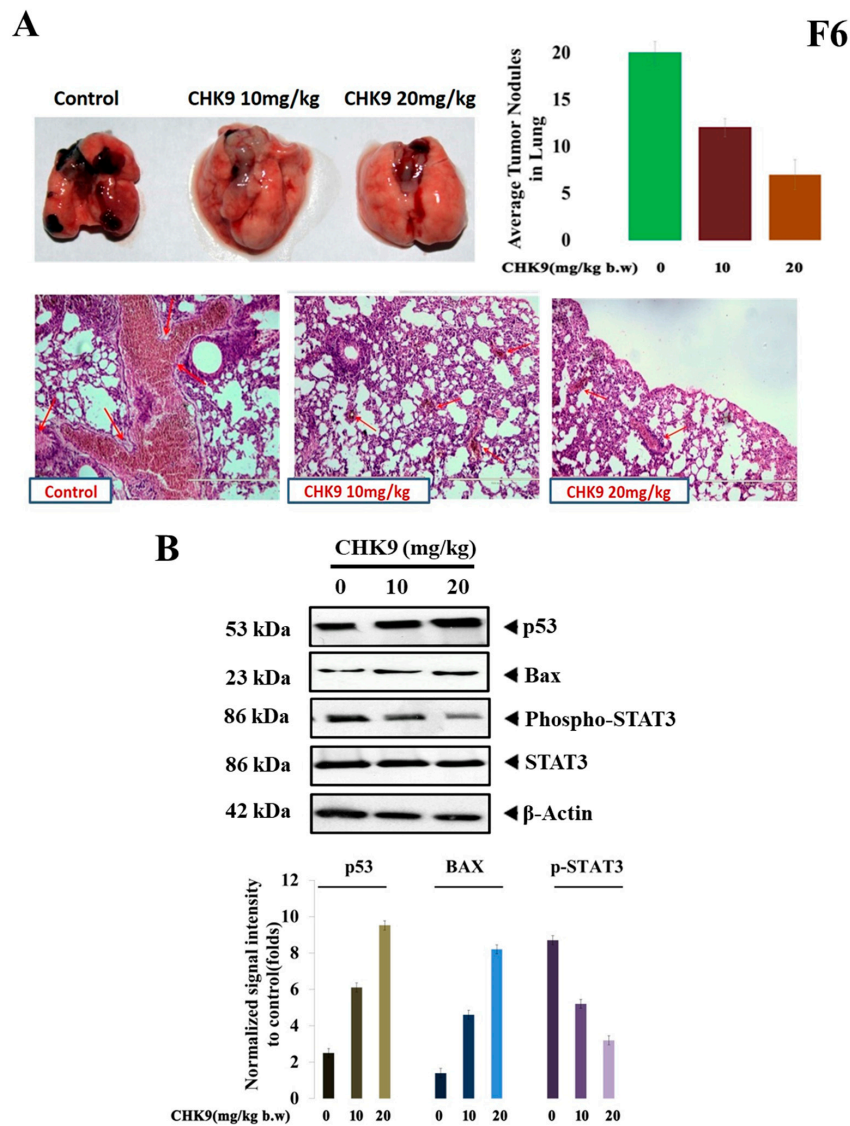 A
F6
Control CHK9 10mg/kg CHK9 20mg/kg
Average Tumor Nodules
in Lung
20
15
10
5
0
CHK9(mg/kg b.w) 0 10 20
Control
CHK9 10mg/kg
CHK9 20mg/kg
B
CHK9 (mg/kg)
0 10 20
53 kDa p53
23 kDa Bax
86 kDa Phospho-STAT3
86 kDa STAT3
42 kDa β-Actin
Normalized signal intensity
to control(folds)
p53 BAX p-STAT3
12
10
8
6
4
2
0
CHK9(mg/kg b.w) 0 10 20 0 10 20 0 10 20